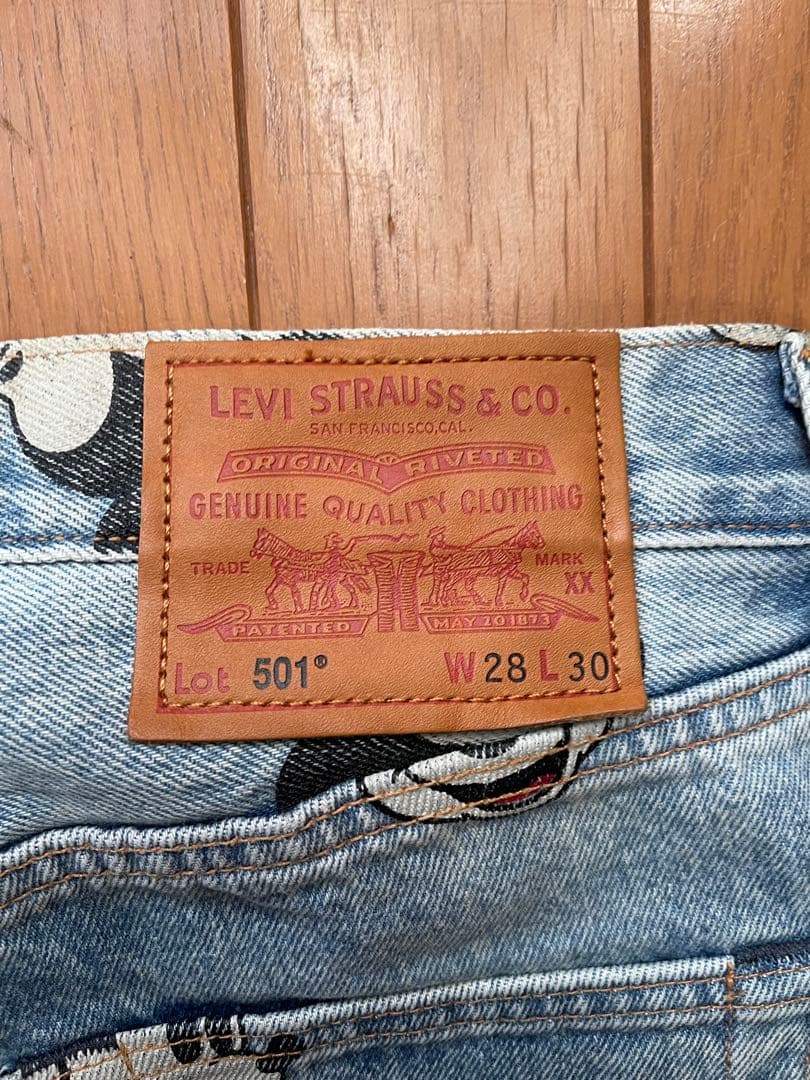 LEVI STRAUSS & CO.
SAN FRANCISCO, CAL.
ORIGINAL RIVETED
GENUINE QUALITY CLOTHING
TRADE MARK
XX
PATENTED MAY 20 1873
Lot 501® W 28 L 30